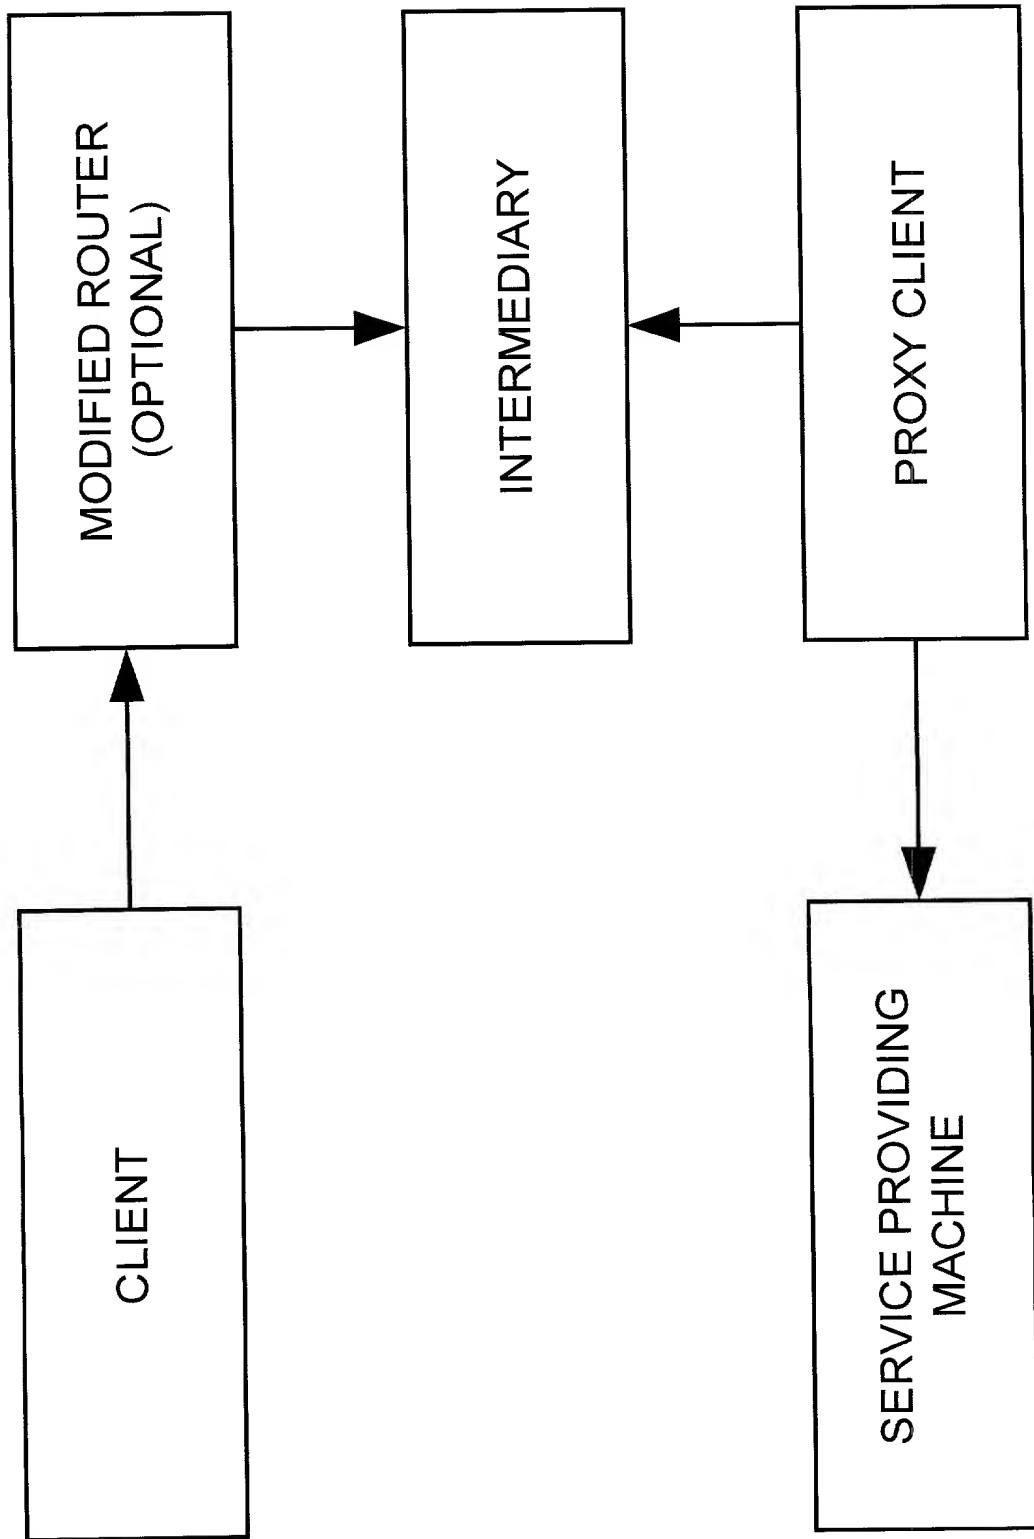 CLIENT
MODIFIED ROUTER
(OPTIONAL)
INTERMEDIARY
SERVICE PROVIDING
MACHINE
PROXY CLIENT